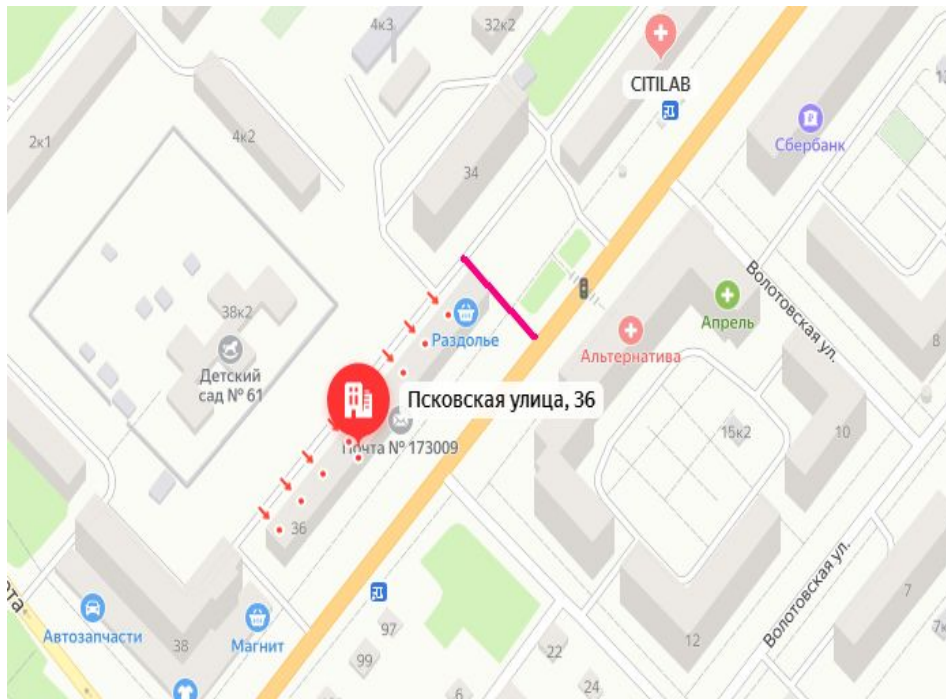 4к3
32к2
CITILAB
2к1
4к2
34
Сбербанк
38к2
Детский
сад № 61
Раздолье
Апрель
Альтернатива
Волотовская ул.
8
Псковская улица, 36
Почта № 173009
15к2
10
36
Волотовская ул.
7
Автозапчасти
38
Магнит
97
99
22
12
24
6